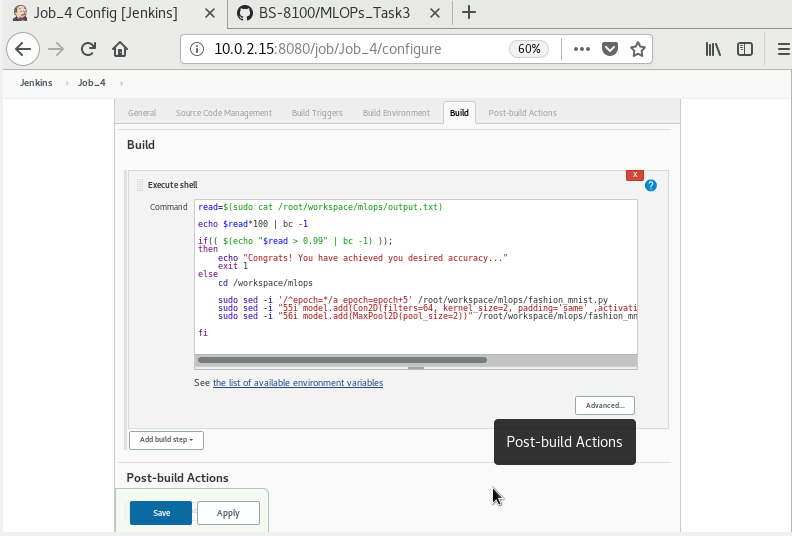 Job_4 Config [Jenkins]
BS-8100/MLOPs_Task3
10.0.2.15:8080/job/Job_4/configure
60%
Jenkins
Job_4
General
Source Code Management
Build Triggers
Build Environment
Build
Post-build Actions
Build
X
Execute shell
?
Command
read=$(sudo cat /root/workspace/mlops/output.txt)
echo $read*100 | bc -1
if(( $(echo "$read > 0.99" | bc -1) ));
then
echo "Congrats! You have achieved you desired accuracy..."
exit 1
else
cd /workspace/mlops
sudo sed -i '/^epoch=*/a epoch=epoch+5' /root/workspace/mlops/fashion_mnist.py
sudo sed -i "55i model.add(Con2D(filters=64, kernel_size=2, padding='same' ,activati
sudo sed -i "56i model.add(MaxPool2D(pool_size=2))" /root/workspace/mlops/fashion_mn
fi
See the list of available environment variables
Advanced...
Add build step
Post-build Actions
Post-build Actions
Save
Apply